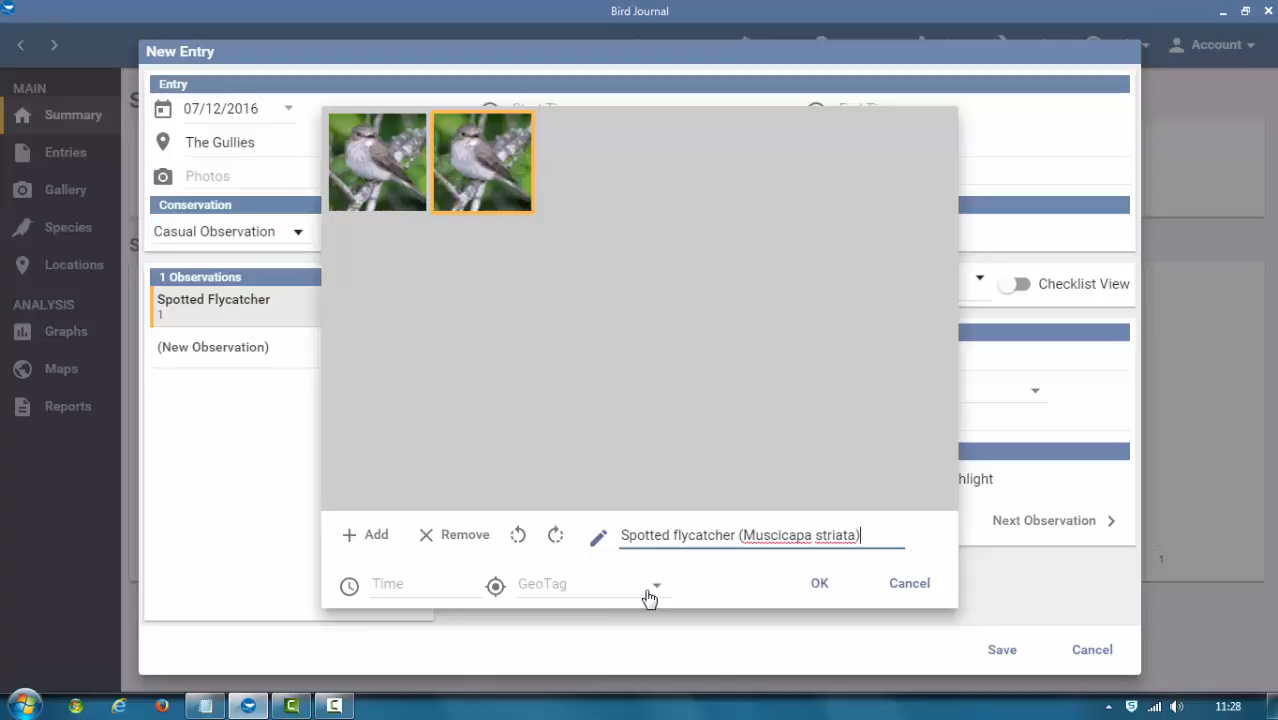 Bird Journal
Account
New Entry
MAIN
Summary
Entries
Gallery
Species
Locations
ANALYSIS
Graphs
Maps
Reports
Entry
07/12/2016
The Gullies
Photos
Conservation
Casual Observation
1 Observations
Spotted Flycatcher
1
(New Observation)
Checklist View
hlight
Next Observation
1
Add
Remove
Spotted flycatcher (Muscicapa striata)
Time
GeoTag
OK
Cancel
Save
Cancel
11:28